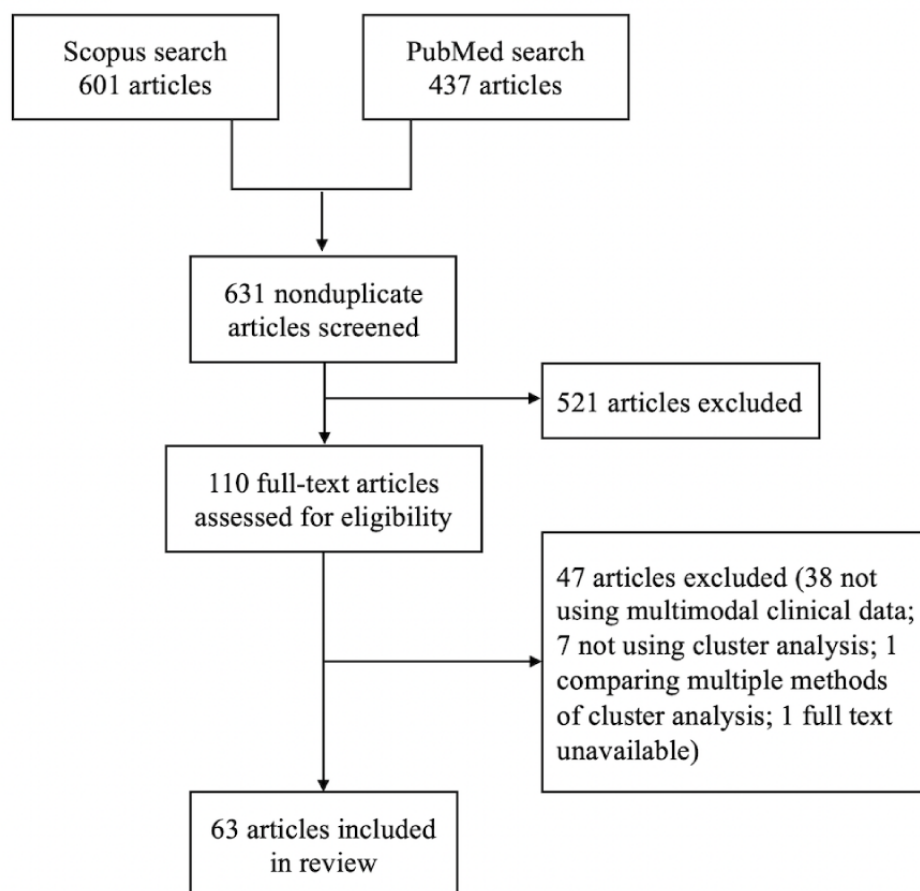 Scopus search
601 articles
PubMed search
437 articles
631 nonduplicate
articles screened
521 articles excluded
110 full-text articles
assessed for eligibility
47 articles excluded (38 not
using multimodal clinical data;
7 not using cluster analysis; 1
comparing multiple methods
of cluster analysis; 1 full text
unavailable)
63 articles included
in review